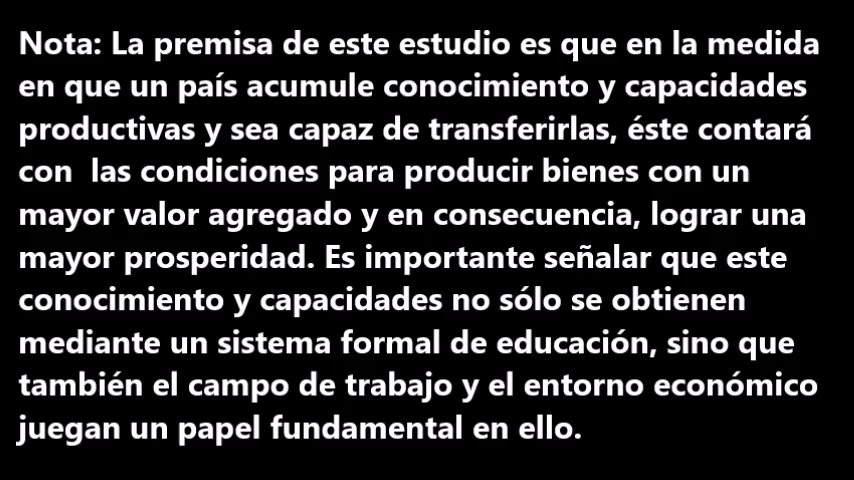 Nota: La premisa de este estudio es que en la medida
en que un país acumule conocimiento y capacidades
productivas y sea capaz de transferirlas, éste contará
con  las condiciones para producir bienes con un
mayor valor agregado y en consecuencia, lograr una
mayor prosperidad. Es importante señalar que este
conocimiento y capacidades no sólo se obtienen
mediante un sistema formal de educación, sino que
también el campo de trabajo y el entorno económico
juegan un papel fundamental en ello.